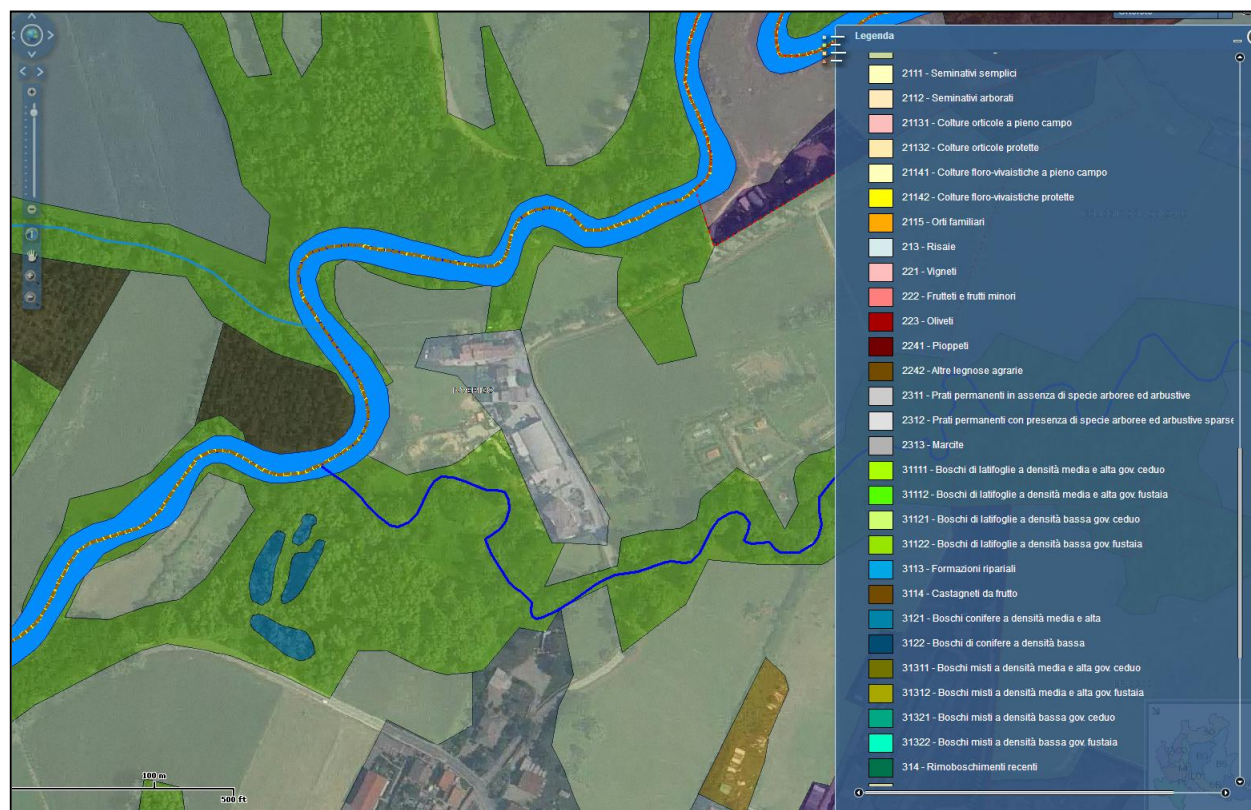 Legenda
2111 - Seminativi semplici
2112 - Seminativi arborati
21131 - Colture orticole a pieno campo
21132 - Colture orticole protette
21141 - Colture floro-vivaistiche a pieno campo
21142 - Colture floro-vivaistiche protette
2115 - Orti familiari
213 - Risaie
221 - Vigneti
222 - Frutteti e frutti minori
223 - Oliveti
2241 - Pioppeti
2242 - Altre legnose agrarie
2311 - Prati permanenti in assenza di specie arboree ed arbustive
2312 - Prati permanenti con presenza di specie arboree ed arbustive sparse
2313 - Marcite
31111 - Boschi di latifoglie a densità media e alta gov. ceduo
31112 - Boschi di latifoglie a densità media e alta gov. fustaia
31121 - Boschi di latifoglie a densità bassa gov. ceduo
31122 - Boschi di latifoglie a densità bassa gov. fustaia
3113 - Formazioni ripariali
3114 - Castagneti da frutto
3121 - Boschi conifere a densità media e alta
3122 - Boschi di conifere a densità bassa
31311 - Boschi misti a densità media e alta gov. ceduo
31312 - Boschi misti a densità media e alta gov. fustaia
31321 - Boschi misti a densità bassa gov. ceduo
31322 - Boschi misti a densità bassa gov. fustaia
314 - Rimoboschimenti recenti
100 m
500 ft